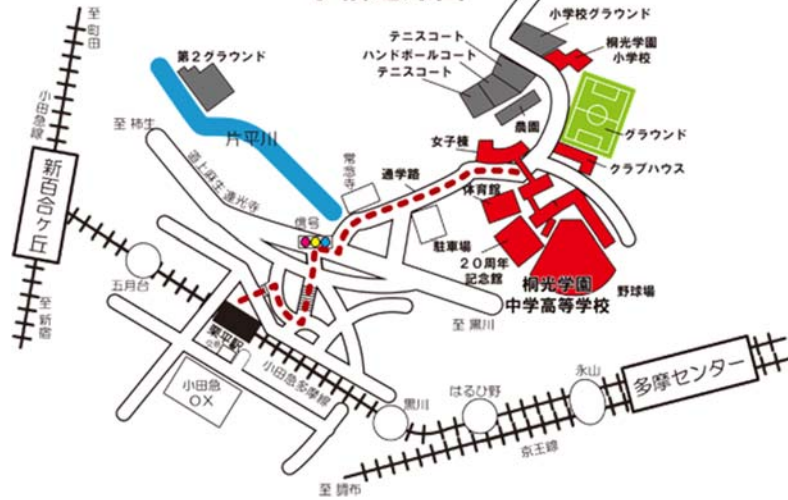 至 町田
小田急線
新百合ヶ丘
至 新宿
第2グラウンド
片平川
至 柿生
道上麻生 連光寺
常念寺
信号
通学路
テニスコート
ハンドボールコート
テニスコート
農園
小学校グラウンド
桐光学園
小学校
グラウンド
クラブハウス
女子棟
体育館
駐車場
20周年
記念館
桐光学園
中学高等学校
野球場
至 黒川
五月台
栗平駅
小田急
OX
小田急多摩線
黒川
はるひ野
永山
多摩センター
京王線
至 調布